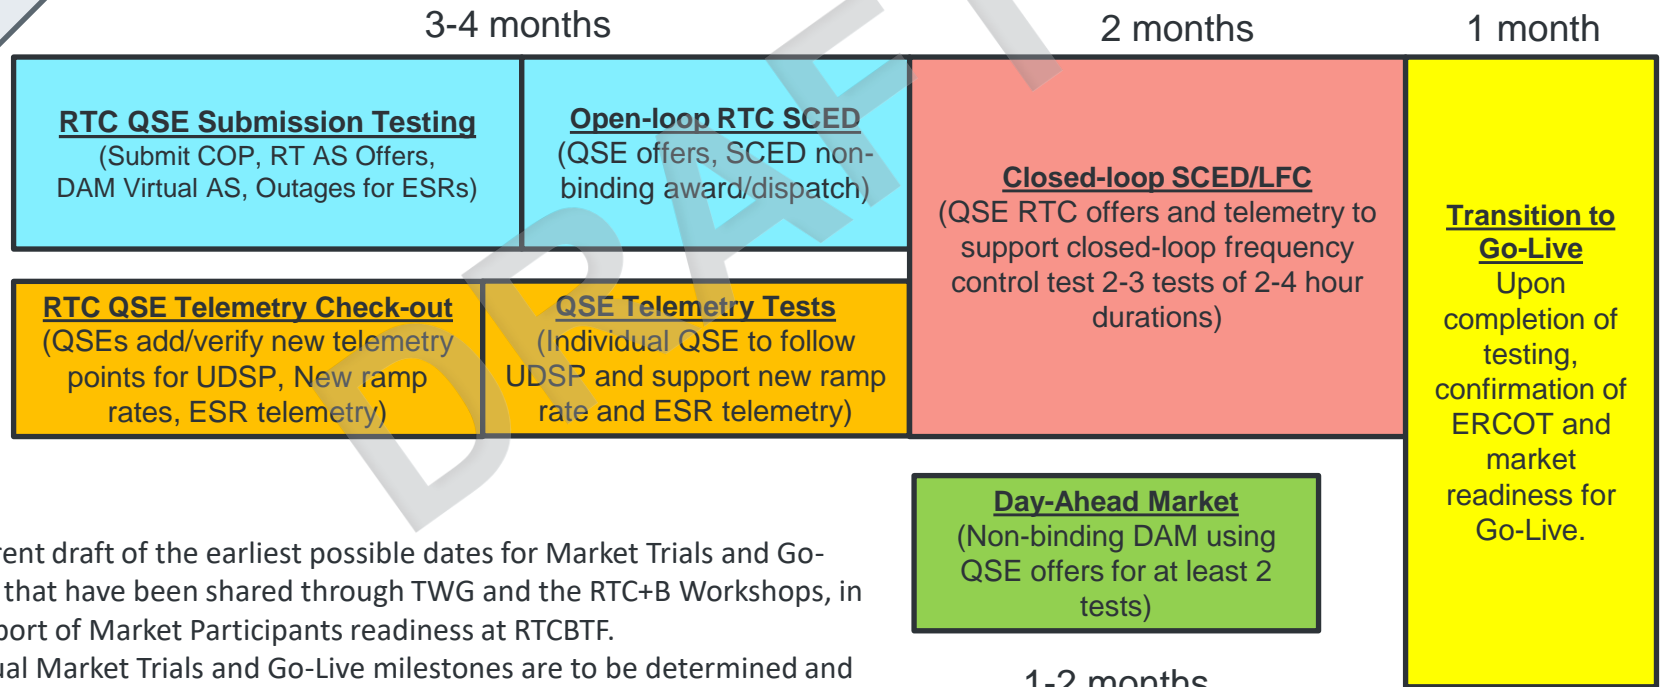 3-4 months
2 months
1 month
RTC QSE Submission Testing
(Submit COP, RT AS Offers,
DAM Virtual AS, Outages for ESRs)
Open-loop RTC SCED
(QSE offers, SCED non-
binding award/dispatch)
Closed-loop SCED/LFC
(QSE RTC offers and telemetry to
support closed-loop frequency
control test 2-3 tests of 2-4 hour
durations)
Transition to
Go-Live
Upon
completion of
testing,
confirmation of
ERCOT and
market
readiness for
Go-Live.
RTC QSE Telemetry Check-out
(QSEs add/verify new telemetry
points for UDSP, New ramp
rates, ESR telemetry)
QSE Telemetry Tests
(Individual QSE to follow
UDSP and support new ramp
rate and ESR telemetry)
Day-Ahead Market
(Non-binding DAM using
QSE offers for at least 2
tests)
1-2 months
rent draft of the earliest possible dates for Market Trials and Go-
that have been shared through TWG and the RTC+B Workshops, in
port of Market Participants readiness at RTCBTF.
ual Market Trials and Go-Live milestones are to be determined and
DRAFT